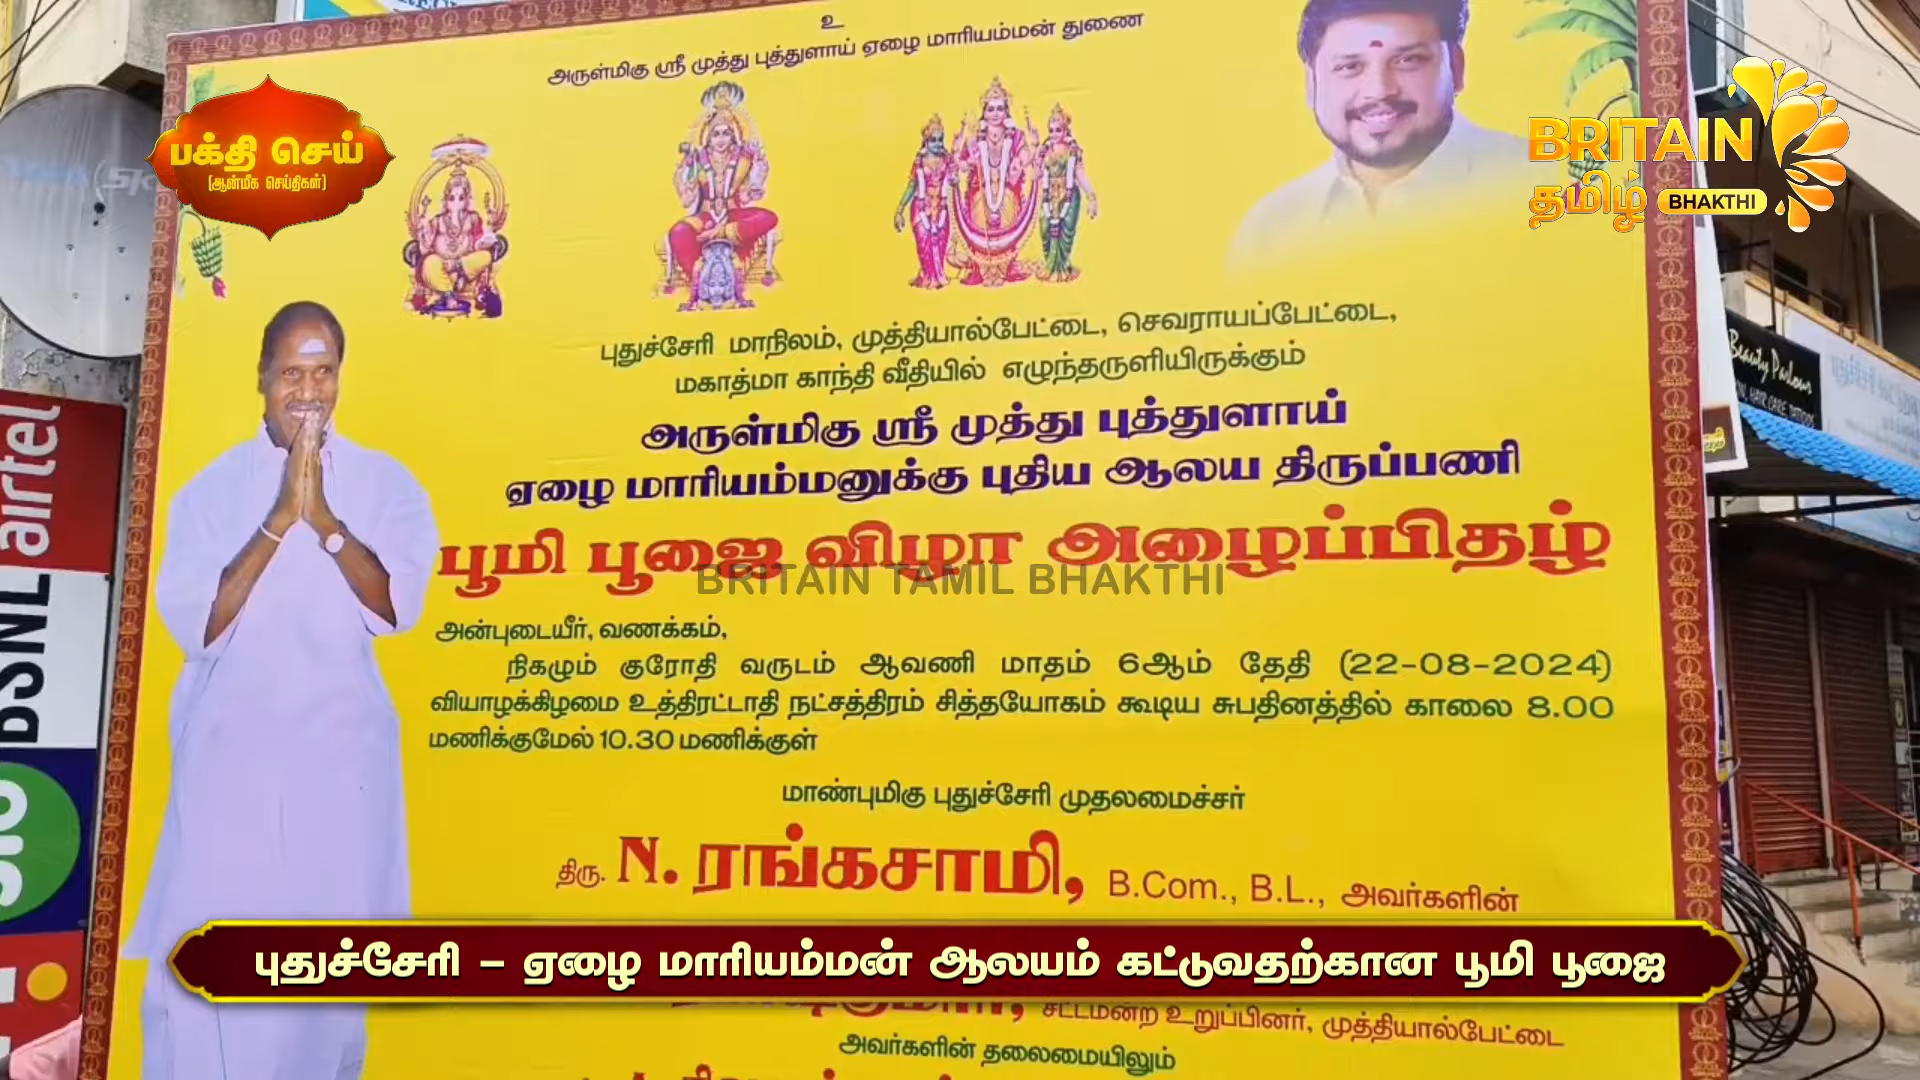 உ
அருள்மிகு ஸ்ரீ முத்து புத்துளாய் ஏழை மாரியம்மன் துணை
பக்தி செய்
(ஆன்மீக செய்திகள்)
BRITAIN
தமிழ் BHAKTHI
புதுச்சேரி மாநிலம், முத்தியால்பேட்டை, செவராயப்பேட்டை,
மகாத்மா காந்தி வீதியில் எழுந்தருளியிருக்கும்
அருள்மிகு ஸ்ரீ முத்து புத்துளாய்
ஏழை மாரியம்மனுக்கு புதிய ஆலய திருப்பணி
பூமி பூஜை விழா அழைப்பிதழ்
BRITAIN TAMIL BHAKTHI
அன்புடையீர், வணக்கம்,
நிகழும் குரோதி வருடம் ஆவணி மாதம் 6ஆம் தேதி (22-08-2024)
வியாழக்கிழமை உத்திரட்டாதி நட்சத்திரம் சித்தயோகம் கூடிய சுபதினத்தில் காலை 8.00
மணிக்குமேல் 10.30 மணிக்குள்
மாண்புமிகு புதுச்சேரி முதலமைச்சர்
திரு. N. ரங்கசாமி, B.Com., B.L., அவர்களின்
புதுச்சேரி – ஏழை மாரியம்மன் ஆலயம் கட்டுவதற்கான பூமி பூஜை
சட்டமன்ற உறுப்பினர், முத்தியால்பேட்டை
அவர்களின் தலைமையிலும்
airtel
BSNL
Beauty Parlour